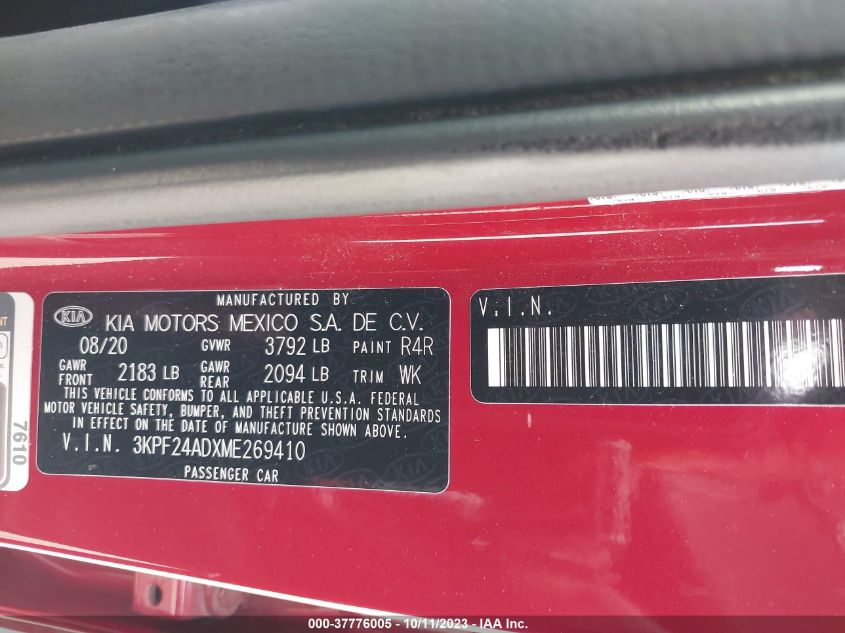 MANUFACTURED BY
KIA KIA MOTORS MEXICO S.A. DE C.V.
08/20 GVWR 3792 LB PAINT R4R
GAWR FRONT 2183 LB GAWR REAR 2094 LB TRIM WK
THIS VEHICLE CONFORMS TO ALL APPLICABLE U.S.A. FEDERAL
MOTOR VEHICLE SAFETY, BUMPER, AND THEFT PREVENTION STANDARDS
IN EFFECT ON THE DATE OF MANUFACTURE SHOWN ABOVE.
V.I.N. 3KPF24ADXME269410
PASSENGER CAR
V.I.N.
7610
000-37776005 - 10/11/2023 - IAA Inc.